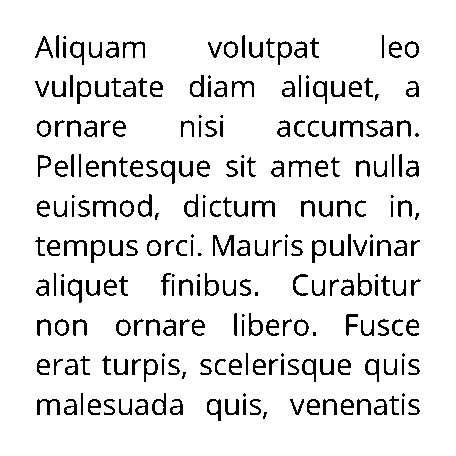 Aliquam volutpat leo
vulputate diam aliquet, a
ornare nisi accumsan.
Pellentesque sit amet nulla
euismod, dictum nunc in,
tempus orci. Mauris pulvinar
aliquet finibus. Curabitur
non ornare libero. Fusce
erat turpis, scelerisque quis
malesuada quis, venenatis